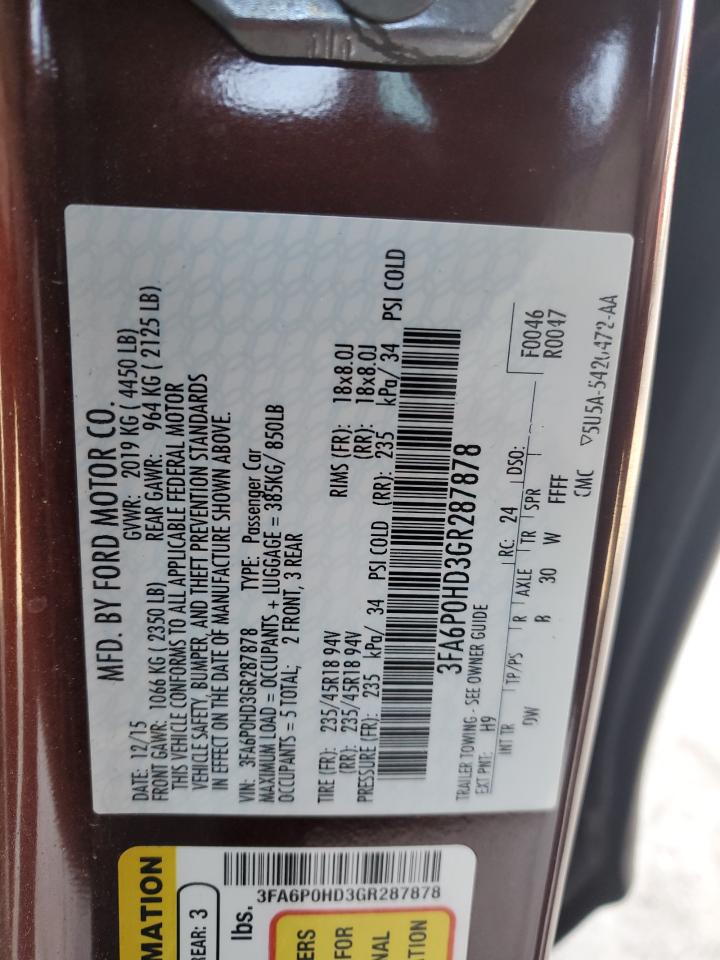 MFD. BY FORD MOTOR CO.
DATE: 12/15 GVWR: 2019 KG ( 4450 LB)
FRONT GAWR: 1066 KG ( 2350 LB) REAR GAWR: 964 KG ( 2125 LB)
THIS VEHICLE CONFORMS TO ALL APPLICABLE FEDERAL MOTOR
VEHICLE SAFETY, BUMPER, AND THEFT PREVENTION STANDARDS
IN EFFECT ON THE DATE OF MANUFACTURE SHOWN ABOVE.
VIN: 3FA6P0HD3GR287878 TYPE: Passenger Car
MAXIMUM LOAD = OCCUPANTS + LUGGAGE = 385KG/ 850LB
OCCUPANTS = 5 TOTAL; 2 FRONT, 3 REAR
TIRE (FR): 235/45R18 94V RIMS (FR): 18x8.0J
(RR): 235/45R18 94V (RR): 18x8.0J
PRESSURE (FR): 235 kPa/ 34 PSI COLD (RR): 235 kPa/ 34 PSI COLD
3FA6P0HD3GR287878
TRAILER TOWING - SEE OWNER GUIDE
EXT PNT: H9 RC: 24 DSO: F0046
R0047
INT TR TP/PS R AXLE TR SPR
DW B 30 W FFFF
CMC ▽5U5A-5420472-AA
MATION
REAR: 3
lbs.
3FA6P0HD3GR287878
ERS
FOR
NAL
TION